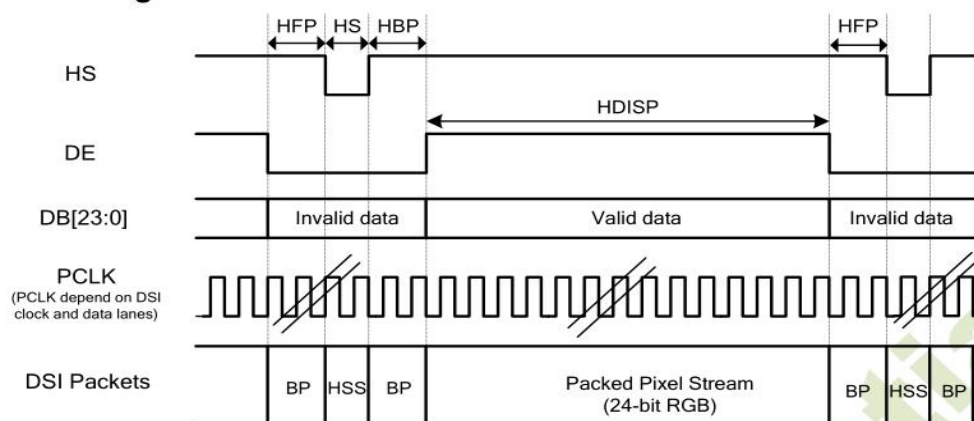 HFP HS HBP HFP
HS
HDISP
DE
DB[23:0] Invalid data Valid data Invalid data
PCLK
(PCLK depend on DSI
clock and data lanes)
DSI Packets BP HSS BP Packed Pixel Stream BP HSS BP
(24-bit RGB)